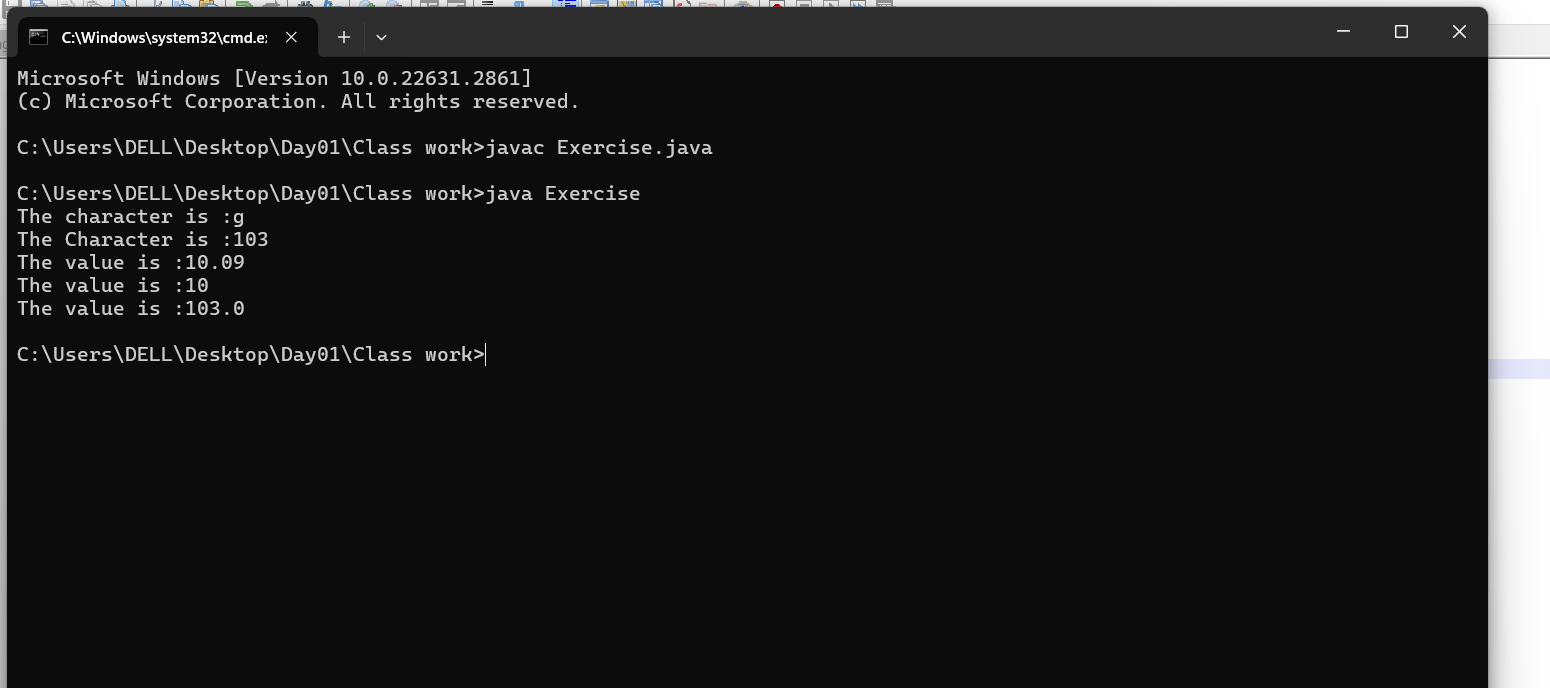 C:\Windows\system32\cmd.e
Microsoft Windows [Version 10.0.22631.2861]
(c) Microsoft Corporation. All rights reserved.
C:\Users\DELL\Desktop\Day01\Class work>javac Exercise.java
C:\Users\DELL\Desktop\Day01\Class work>java Exercise
The character is :g
The Character is :103
The value is :10.09
The value is :10
The value is :103.0
C:\Users\DELL\Desktop\Day01\Class work>